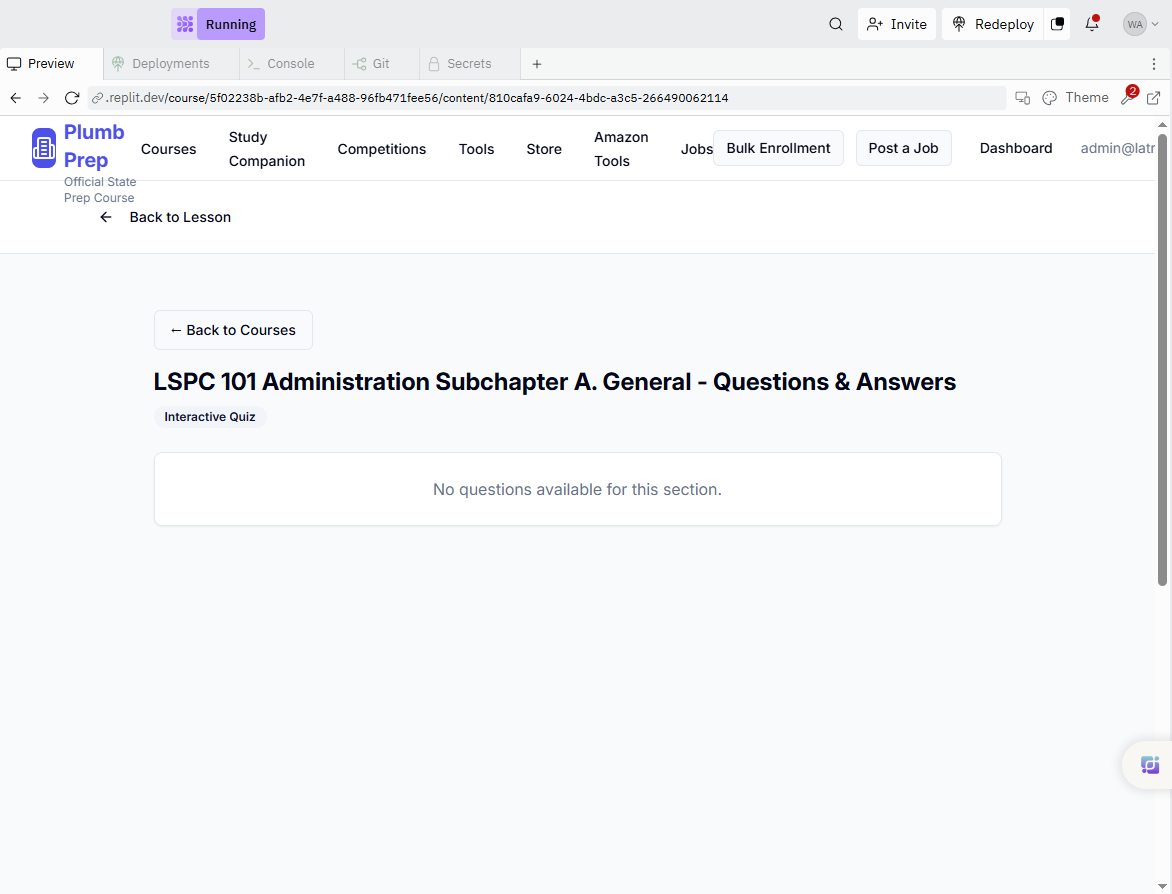 Running
Invite
Redeploy
WA
Preview
Deployments
Console
Git
Secrets
.replit.dev/course/5f02238b-afb2-4e7f-a488-96fb471fee56/content/810cafa9-6024-4bdc-a3c5-266490062114
Theme
2
Plumb
Prep
Official State
Prep Course
Courses
Study
Companion
Competitions
Tools
Store
Amazon
Tools
Jobs
Bulk Enrollment
Post a Job
Dashboard
admin@latr
← Back to Lesson
← Back to Courses
LSPC 101 Administration Subchapter A. General - Questions & Answers
Interactive Quiz
No questions available for this section.